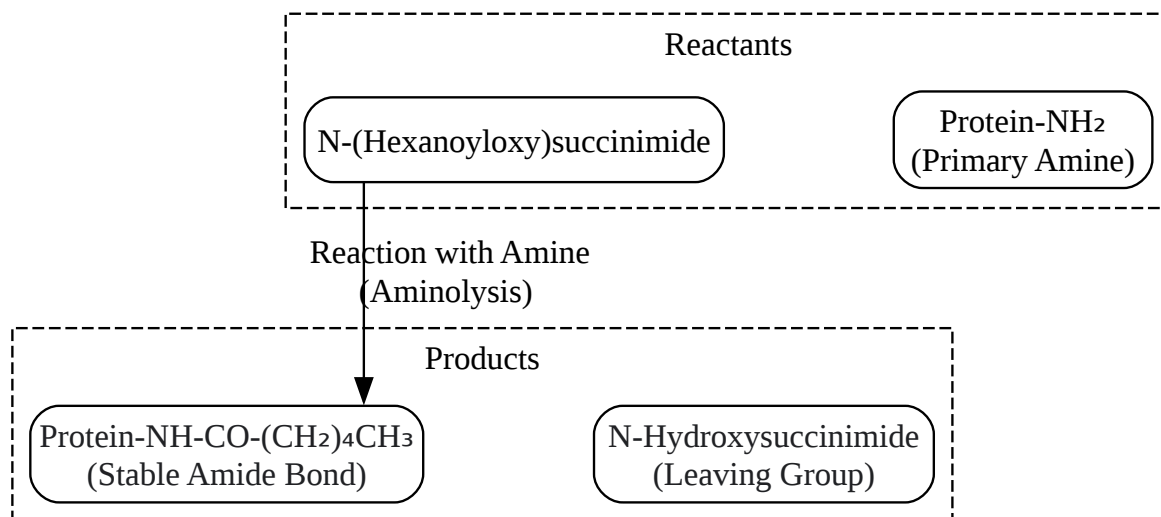 Reactants
N-(Hexanoyloxy)succinimide
Protein-NH₂
(Primary Amine)
Reaction with Amine
(Aminolysis)
Products
Protein-NH-CO-(CH₂)₄CH₃
(Stable Amide Bond)
N-Hydroxysuccinimide
(Leaving Group)